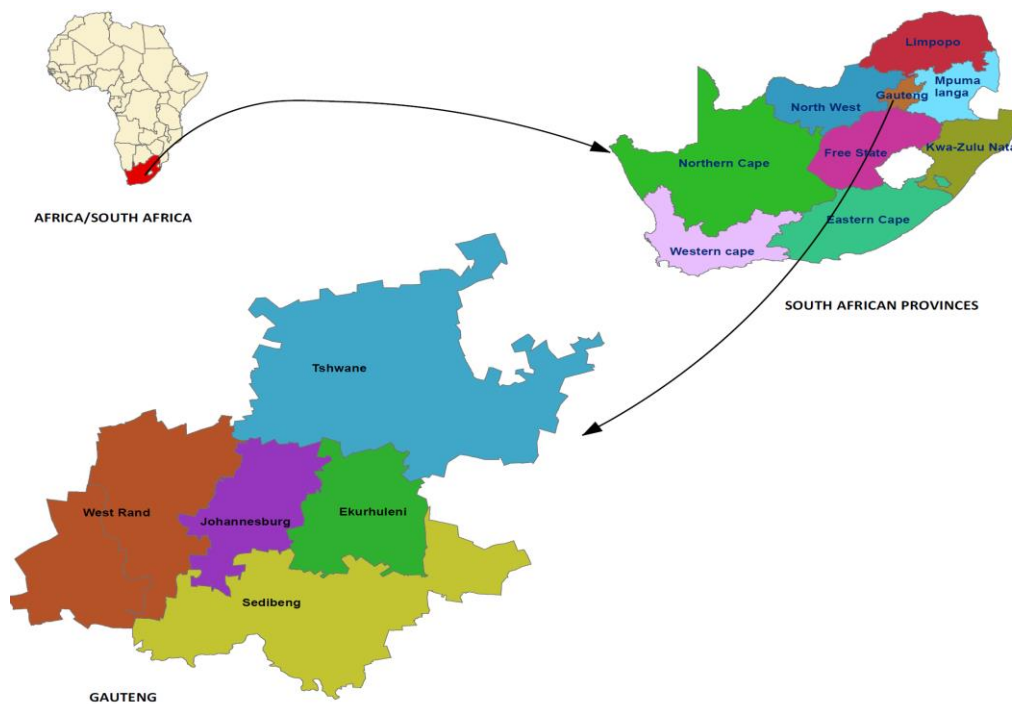 AFRICA/SOUTH AFRICA
Limpopo
Mpuma
langa
Gauteng
North West
Free State
Kwa-Zulu Nata
Northern Cape
Eastern Cape
Western cape
SOUTH AFRICAN PROVINCES
Tshwane
West Rand
Johannesburg
Ekurhuleni
Sedibeng
GAUTENG